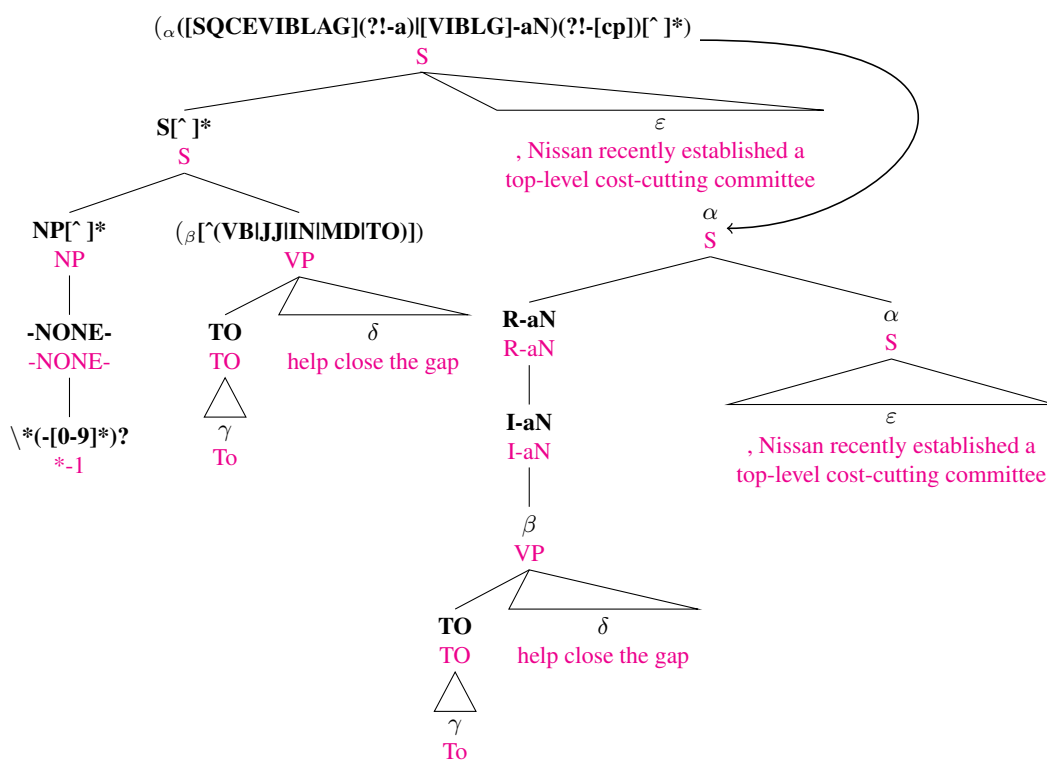 (α([SQCEVIBLAG](?!-a)|[VIBLG]-aN)(?!-[cp])[ˆ ]*)
S
S[ˆ ]*
S
ε
, Nissan recently established a
top-level cost-cutting committee
NP[ˆ ]*
NP
(β[ˆ(VB|JJ|IN|MD|TO)])
VP
-NONE-
-NONE-
\*(-[0-9]*)?
*-1
TO
TO
γ
To
δ
help close the gap
α
S
R-aN
R-aN
I-aN
I-aN
β
VP
TO
TO
γ
To
δ
help close the gap
α
S
ε
, Nissan recently established a
top-level cost-cutting committee